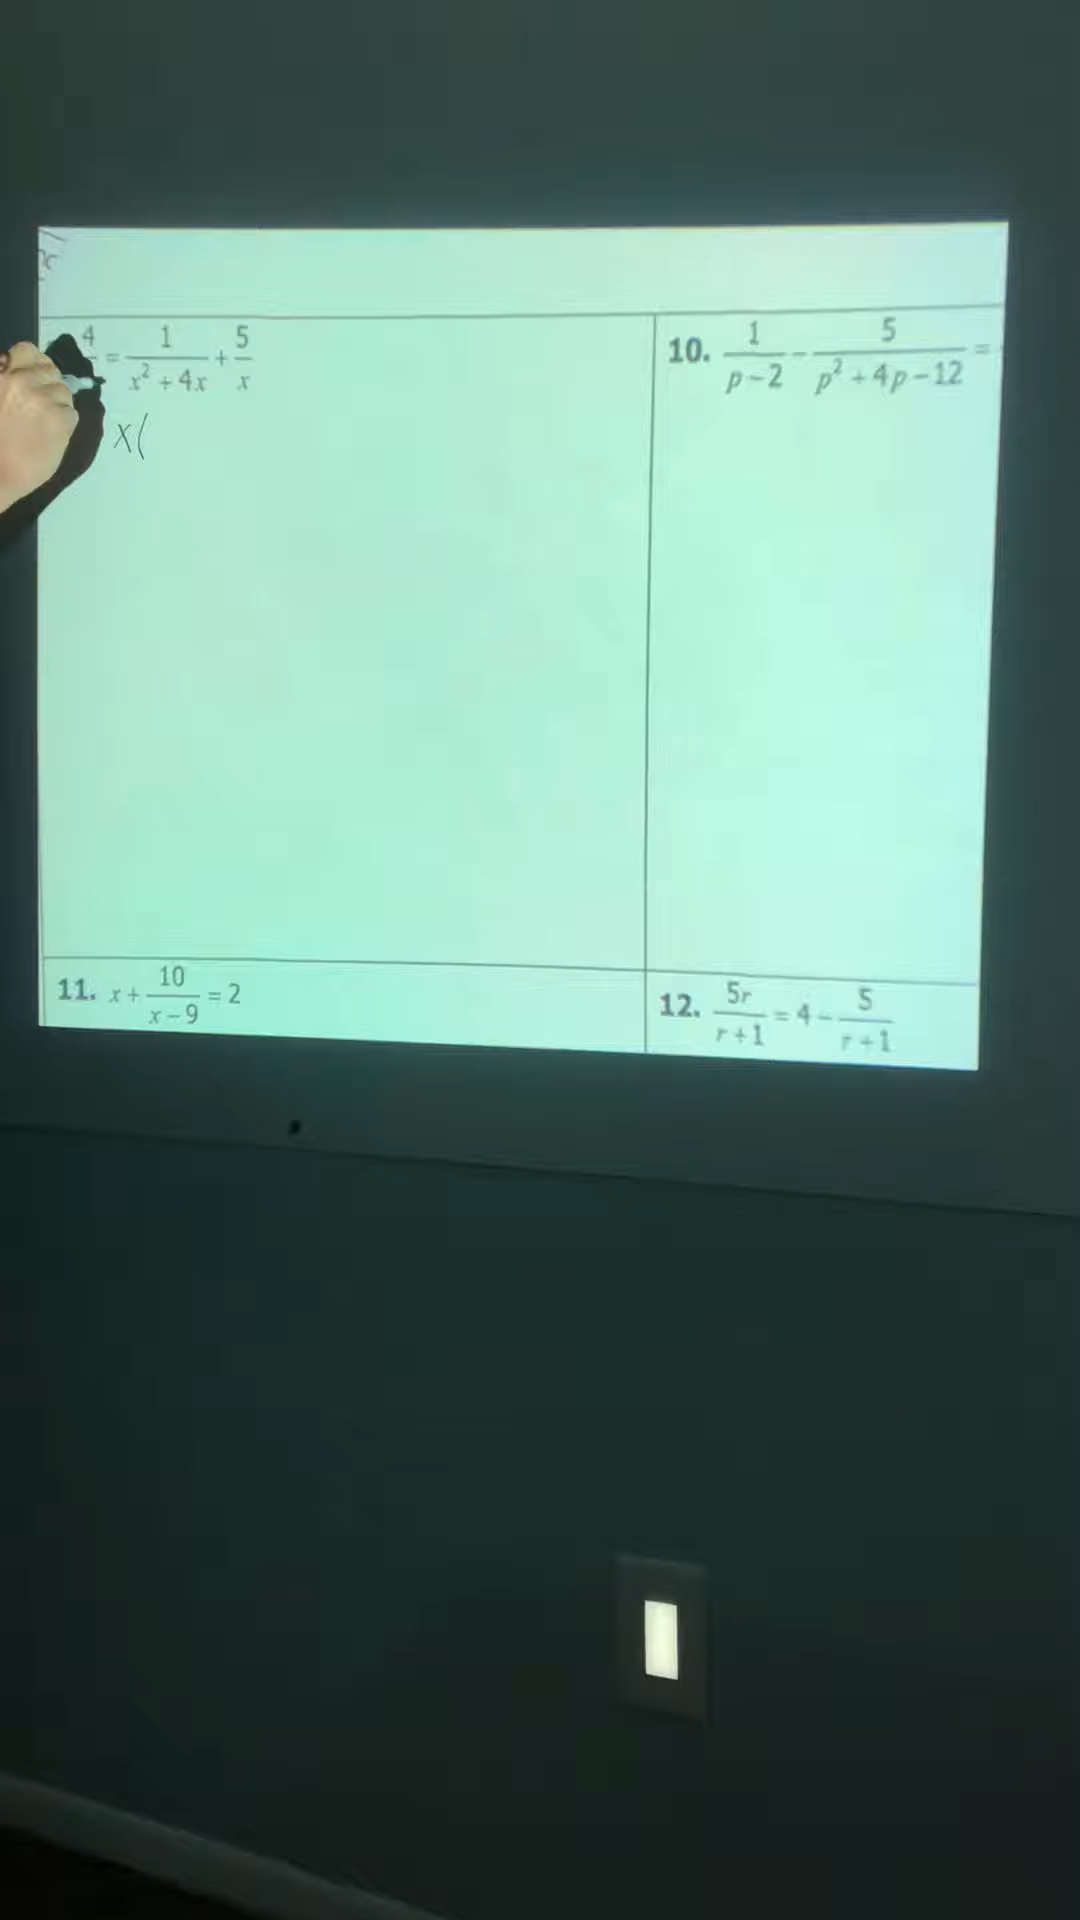 4/ = 1/(x² + 4x) + 5/x
x(
10. 1/(p-2) - 5/(p² + 4p - 12) =
11. x + 10/(x-9) = 2
12. 5r/(r+1) = 4 - 5/(r+1)